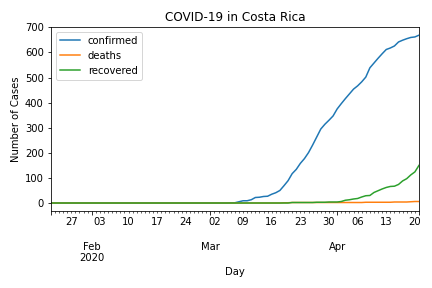 COVID-19 in Costa Rica
confirmed
deaths
recovered
Number of Cases
700
600
500
400
300
200
100
0
27 03 10 17 24 02 09 16 23 30 06 13 20
Feb Mar Apr
2020
Day